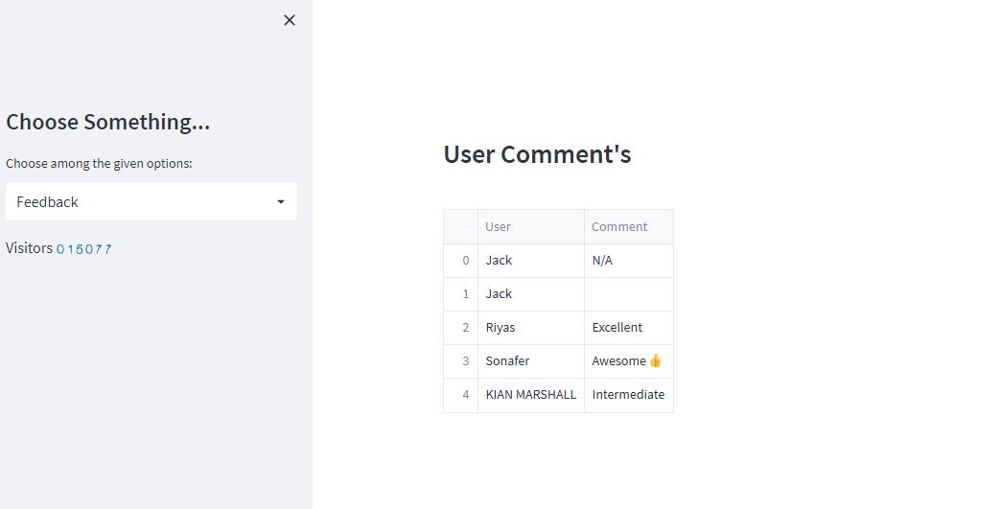 Choose Something...
Choose among the given options:
Feedback
Visitors 015077
User Comment's
User Comment
0 Jack N/A
1 Jack
2 Riyas Excellent
3 Sonafer Awesome 👍
4 KIAN MARSHALL Intermediate